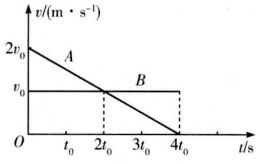 v/(m · s⁻¹)
2v₀
A
B
v₀
O
t₀
2t₀
3t₀
4t₀
t/s